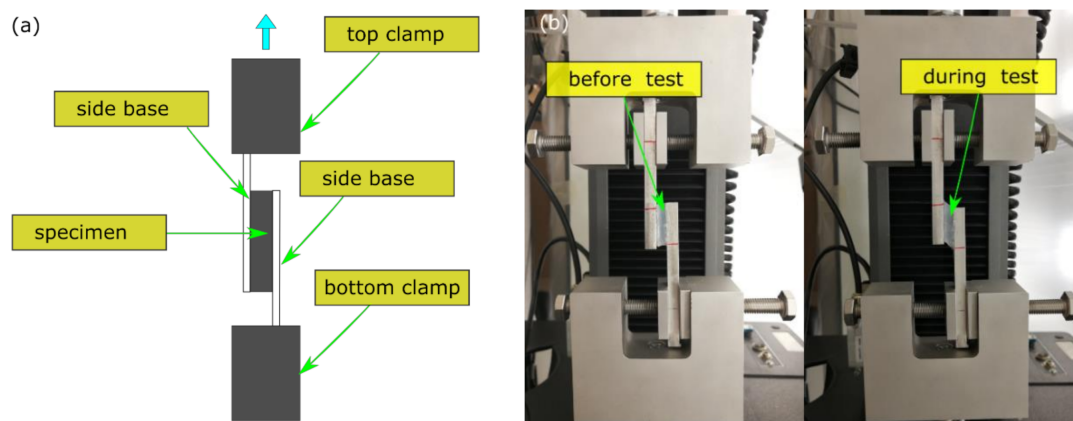 (a)
top clamp
side base
side base
specimen
bottom clamp
(b)
before test
during test